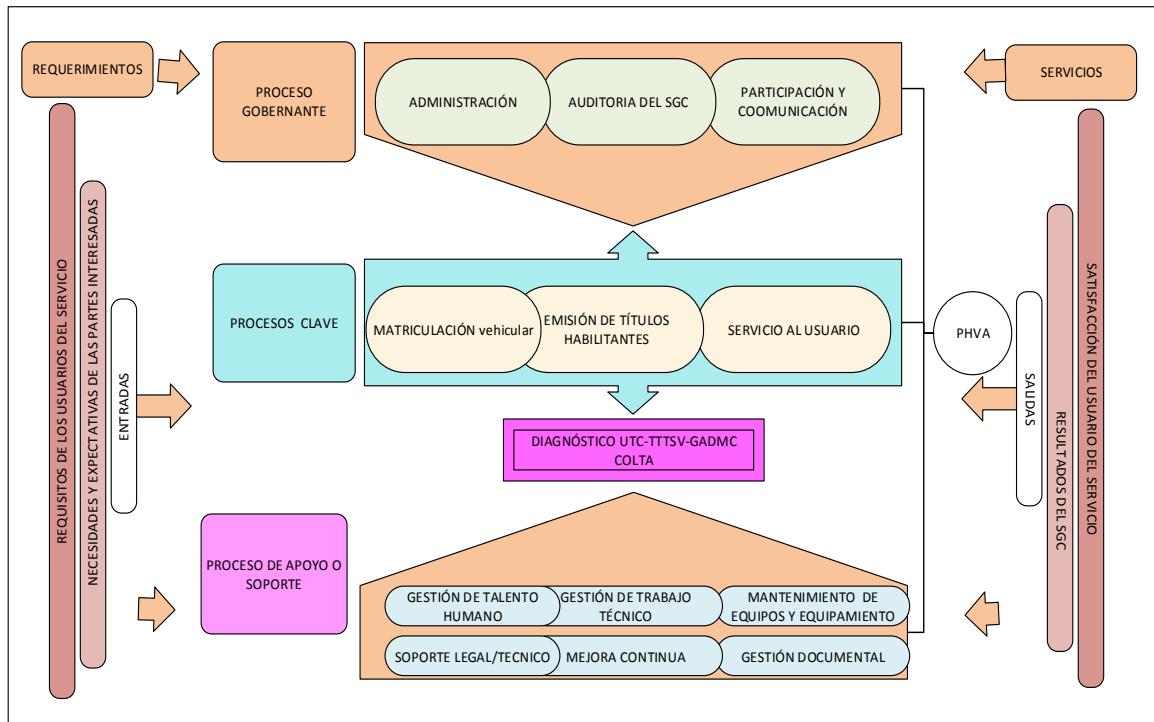 REQUERIMIENTOS
PROCESO
GOBERNANTE
ADMINISTRACIÓN
AUDITORIA DEL SGC
PARTICIPACIÓN Y
COOMUNICACIÓN
SERVICIOS
REQUISITOS DE LOS USUARIOS DEL SERVICIO
NECESIDADES Y EXPECTATIVAS DE LAS PARTES INTERESADAS
ENTRADAS
PROCESOS CLAVE
MATRICULACIÓN vehicular
EMISIÓN DE TÍTULOS
HABILITANTES
SERVICIO AL USUARIO
PHVA
SALIDAS
RESULTADOS DEL SGC
SATISFACCIÓN DEL USUARIO DEL SERVICIO
DIAGNÓSTICO UTC-TTTSV-GADMC
COLTA
PROCESO DE APOYO O
SOPORTE
GESTIÓN DE TALENTO
HUMANO
GESTIÓN DE TRABAJO
TÉCNICO
MANTENIMIENTO DE
EQUIPOS Y EQUIPAMIENTO
SOPORTE LEGAL/TECNICO
MEJORA CONTINUA
GESTIÓN DOCUMENTAL